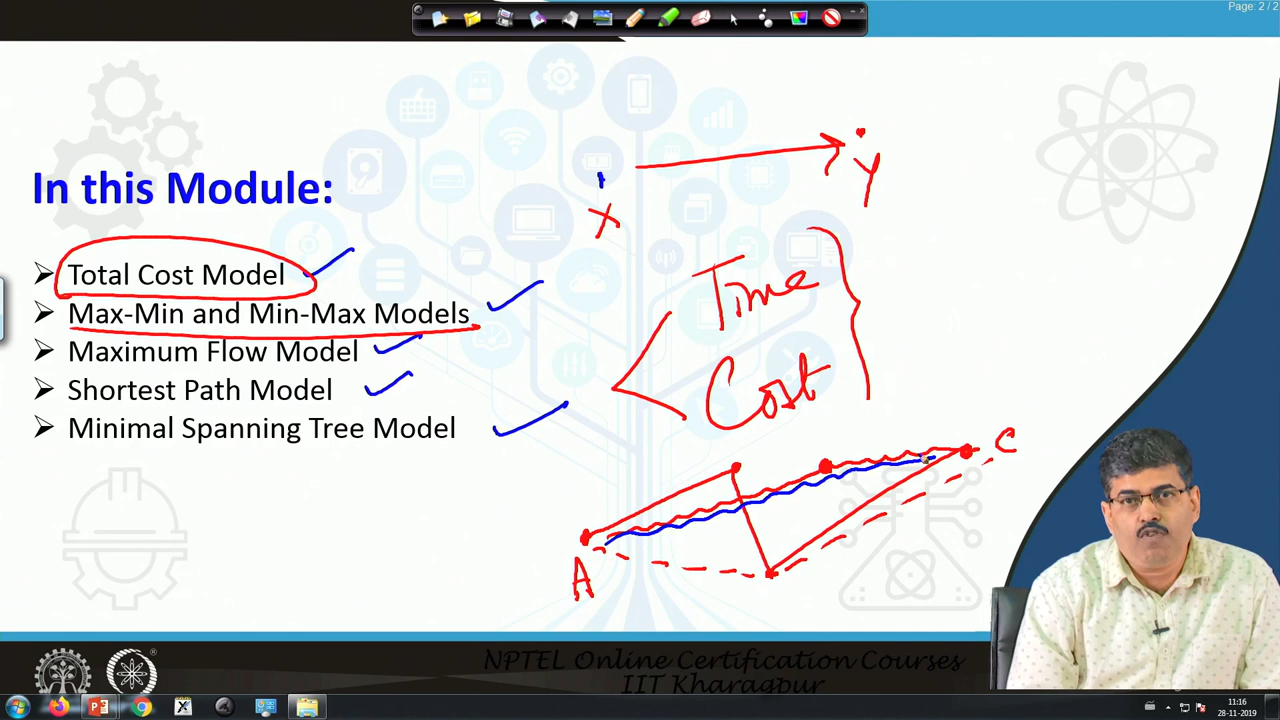 Page: 2 / 2
In this Module:
➢ Total Cost Model
➢ Max-Min and Min-Max Models
➢ Maximum Flow Model
➢ Shortest Path Model
➢ Minimal Spanning Tree Model
X
Y
Time
Cost
A
C
NPTEL Online Certification Courses
IIT Kharagpur
11:16
28-11-2019